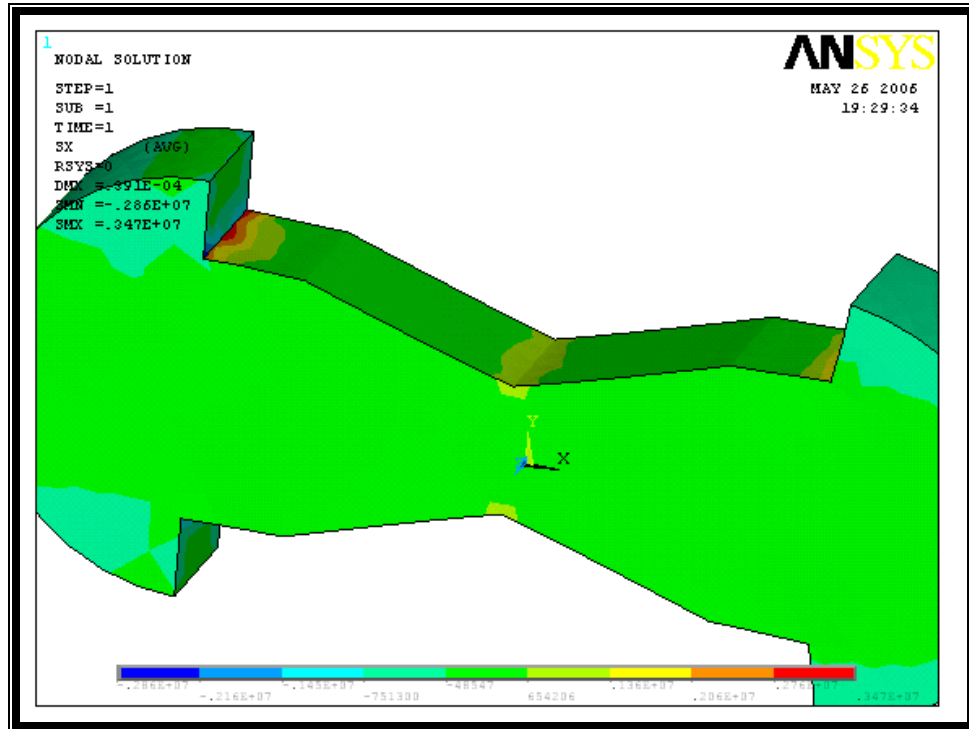 1
NODAL SOLUTION
STEP=1
SUB =1
TIME=1
SX (AVG)
RSYS=0
DMX =.391E-04
SMN =-.286E+07
SMX =.347E+07
ANSYS
MAY 26 2006
19:29:34
Y
X
-.286E+07 -.145E+07 -48547 .136E+07 .276E+07
-.216E+07 -751300 654206 .206E+07 .347E+07